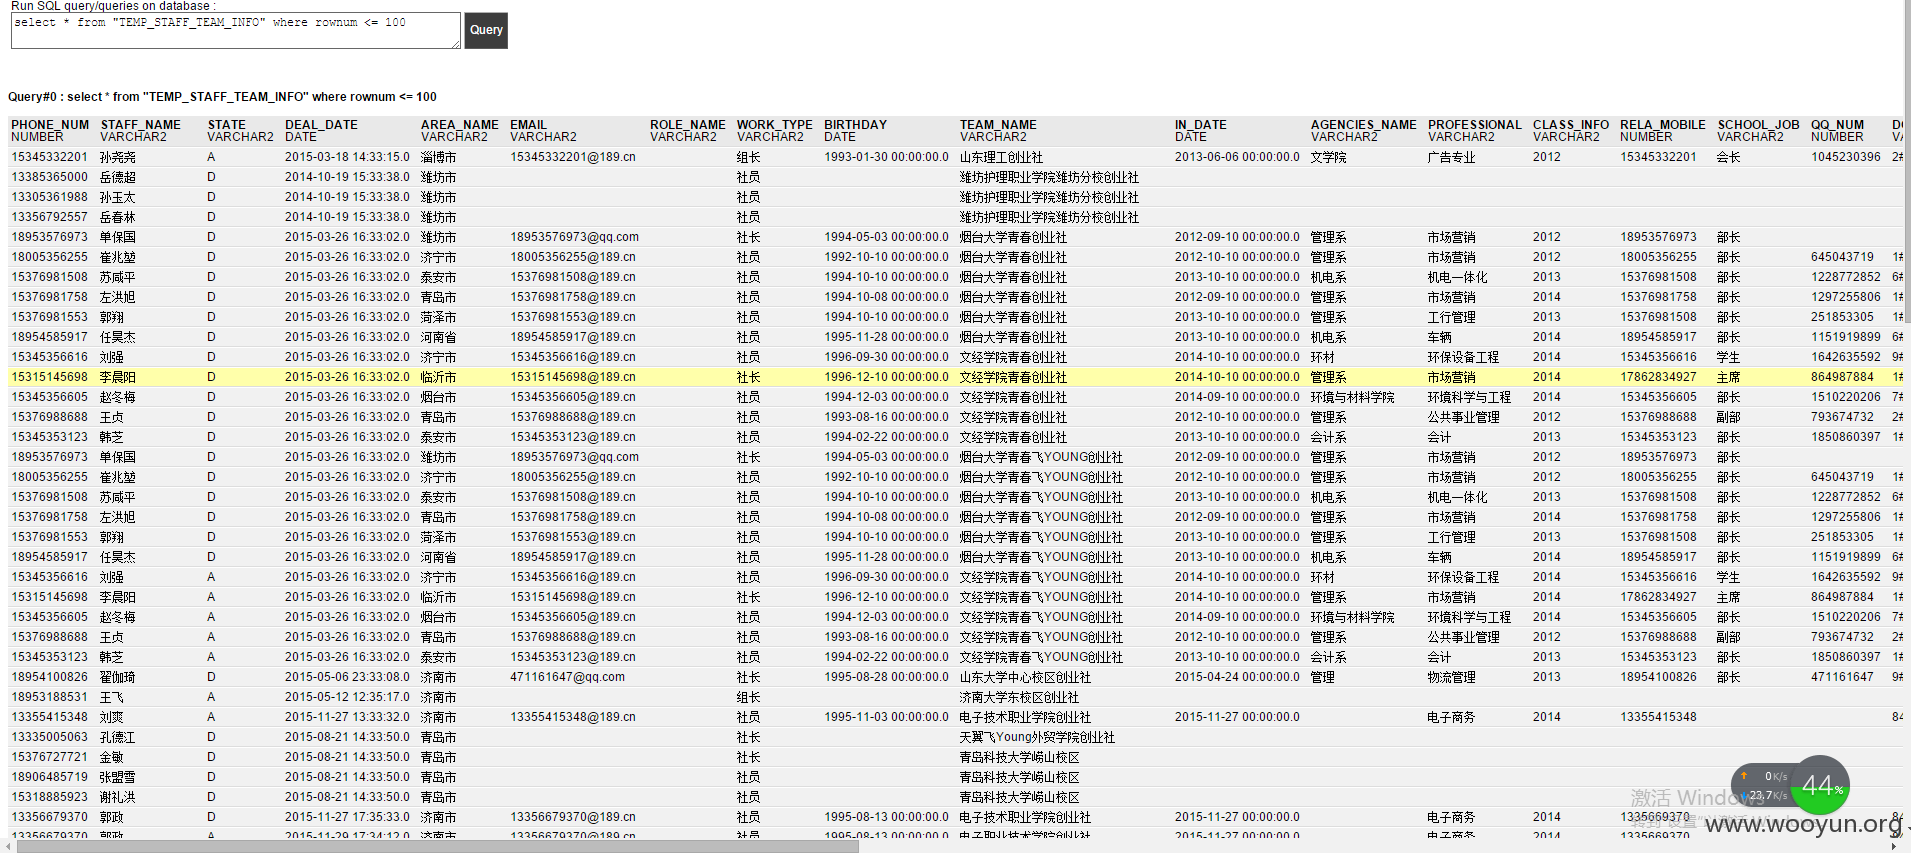 Run SQL query/queries on database :
select * from "TEMP_STAFF_TEAM_INFO" where rownum <= 100
Query
Query#0 : select * from "TEMP_STAFF_TEAM_INFO" where rownum <= 100
PHONE_NUM STAFF_NAME STATE DEAL_DATE AREA_NAME EMAIL ROLE_NAME WORK_TYPE BIRTHDAY TEAM_NAME IN_DATE AGENCIES_NAME PROFESSIONAL CLASS_INFO RELA_MOBILE SCHOOL_JOB QQ_NUM
NUMBER VARCHAR2 VARCHAR2 DATE VARCHAR2 VARCHAR2 VARCHAR2 VARCHAR2 DATE VARCHAR2 DATE VARCHAR2 VARCHAR2 VARCHAR2 NUMBER VARCHAR2 NUMBER
15345332201 孙尧尧 A 2015-03-18 14:33:15.0 淄博市 15345332201@189.cn 组长 1993-01-30 00:00:00.0 山东理工创业社 2013-06-06 00:00:00.0 文学院 广告专业 2012 15345332201 会长 1045230396 2#
13385365000 岳德超 D 2014-10-19 15:33:38.0 潍坊市 社员 潍坊护理职业学院潍坊分校创业社
13305361988 孙玉太 D 2014-10-19 15:33:38.0 潍坊市 社员 潍坊护理职业学院潍坊分校创业社
13356792557 岳春林 D 2014-10-19 15:33:38.0 潍坊市 社员 潍坊护理职业学院潍坊分校创业社
18953576973 单保国 D 2015-03-26 16:33:02.0 潍坊市 18953576973@qq.com 社长 1994-05-03 00:00:00.0 烟台大学青春创业社 2012-09-10 00:00:00.0 管理系 市场营销 2012 18953576973 部长
18005356255 崔兆堃 D 2015-03-26 16:33:02.0 济宁市 18005356255@189.cn 社员 1992-10-10 00:00:00.0 烟台大学青春创业社 2012-10-10 00:00:00.0 管理系 市场营销 2012 18005356255 部长 645043719 1#
15376981508 苏咸平 D 2015-03-26 16:33:02.0 泰安市 15376981508@189.cn 社员 1994-10-10 00:00:00.0 烟台大学青春创业社 2013-10-10 00:00:00.0 机电系 机电一体化 2013 15376981508 部长 1228772852 6#
15376981758 左洪旭 D 2015-03-26 16:33:02.0 青岛市 15376981758@189.cn 社员 1994-10-08 00:00:00.0 烟台大学青春创业社 2012-09-10 00:00:00.0 管理系 市场营销 2014 15376981758 部长 1297255806 1#
15376981553 郭翔 D 2015-03-26 16:33:02.0 菏泽市 15376981553@189.cn 社员 1994-10-10 00:00:00.0 烟台大学青春创业社 2013-10-10 00:00:00.0 管理系 工行管理 2013 15376981508 部长 251853305 1#
18954585917 任昊杰 D 2015-03-26 16:33:02.0 河南省 18954585917@189.cn 社员 1995-11-28 00:00:00.0 烟台大学青春创业社 2013-10-10 00:00:00.0 机电系 车辆 2014 18954585917 部长 1151919899 6#
15345356616 刘强 D 2015-03-26 16:33:02.0 济宁市 15345356616@189.cn 社员 1996-09-30 00:00:00.0 文经学院青春创业社 2014-10-10 00:00:00.0 环材 环保设备工程 2014 15345356616 学生 1642635592 9#
15315145698 李晨阳 D 2015-03-26 16:33:02.0 临沂市 15315145698@189.cn 社长 1996-12-10 00:00:00.0 文经学院青春创业社 2014-10-10 00:00:00.0 管理系 市场营销 2014 17862834927 主席 864987884 1#
15345356605 赵冬梅 D 2015-03-26 16:33:02.0 烟台市 15345356605@189.cn 社员 1994-12-03 00:00:00.0 文经学院青春创业社 2014-09-10 00:00:00.0 环境与材料学院 环境科学与工程 2014 15345356605 部长 1510220206 7#
15376988688 王贞 D 2015-03-26 16:33:02.0 青岛市 15376988688@189.cn 社员 1993-08-16 00:00:00.0 文经学院青春创业社 2012-10-10 00:00:00.0 管理系 公共事业管理 2012 15376988688 副部 793674732 2#
15345353123 韩芝 D 2015-03-26 16:33:02.0 泰安市 15345353123@189.cn 社员 1994-02-22 00:00:00.0 文经学院青春创业社 2013-10-10 00:00:00.0 会计系 会计 2013 15345353123 部长 1850860397 1#
18953576973 单保国 D 2015-03-26 16:33:02.0 潍坊市 18953576973@qq.com 社长 1994-05-03 00:00:00.0 烟台大学青春飞YOUNG创业社 2012-09-10 00:00:00.0 管理系 市场营销 2012 18953576973 部长
18005356255 崔兆堃 D 2015-03-26 16:33:02.0 济宁市 18005356255@189.cn 社员 1992-10-10 00:00:00.0 烟台大学青春飞YOUNG创业社 2012-10-10 00:00:00.0 管理系 市场营销 2012 18005356255 部长 645043719 1#
15376981508 苏咸平 D 2015-03-26 16:33:02.0 泰安市 15376981508@189.cn 社员 1994-10-10 00:00:00.0 烟台大学青春飞YOUNG创业社 2013-10-10 00:00:00.0 机电系 机电一体化 2013 15376981508 部长 1228772852 6#
15376981758 左洪旭 D 2015-03-26 16:33:02.0 青岛市 15376981758@189.cn 社员 1994-10-08 00:00:00.0 烟台大学青春飞YOUNG创业社 2012-09-10 00:00:00.0 管理系 市场营销 2014 15376981758 部长 1297255806 1#
15376981553 郭翔 D 2015-03-26 16:33:02.0 菏泽市 15376981553@189.cn 社员 1994-10-10 00:00:00.0 烟台大学青春飞YOUNG创业社 2013-10-10 00:00:00.0 管理系 工行管理 2013 15376981508 部长 251853305 1#
18954585917 任昊杰 D 2015-03-26 16:33:02.0 河南省 18954585917@189.cn 社员 1995-11-28 00:00:00.0 烟台大学青春飞YOUNG创业社 2013-10-10 00:00:00.0 机电系 车辆 2014 18954585917 部长 1151919899 6#
15345356616 刘强 A 2015-03-26 16:33:02.0 济宁市 15345356616@189.cn 社员 1996-09-30 00:00:00.0 文经学院青春飞YOUNG创业社 2014-10-10 00:00:00.0 环材 环保设备工程 2014 15345356616 学生 1642635592 9#
15315145698 李晨阳 A 2015-03-26 16:33:02.0 临沂市 15315145698@189.cn 社长 1996-12-10 00:00:00.0 文经学院青春飞YOUNG创业社 2014-10-10 00:00:00.0 管理系 市场营销 2014 17862834927 主席 864987884 1#
15345356605 赵冬梅 A 2015-03-26 16:33:02.0 烟台市 15345356605@189.cn 社员 1994-12-03 00:00:00.0 文经学院青春飞YOUNG创业社 2014-09-10 00:00:00.0 环境与材料学院 环境科学与工程 2014 15345356605 部长 1510220206 7#
15376988688 王贞 A 2015-03-26 16:33:02.0 青岛市 15376988688@189.cn 社员 1993-08-16 00:00:00.0 文经学院青春飞YOUNG创业社 2012-10-10 00:00:00.0 管理系 公共事业管理 2012 15376988688 副部 793674732 2#
15345353123 韩芝 A 2015-03-26 16:33:02.0 泰安市 15345353123@189.cn 社员 1994-02-22 00:00:00.0 文经学院青春飞YOUNG创业社 2013-10-10 00:00:00.0 会计系 会计 2013 15345353123 部长 1850860397 1#
18954100826 翟伽琦 D 2015-05-06 23:33:08.0 济南市 471161647@qq.com 社长 1995-08-28 00:00:00.0 山东大学中心校区创业社 2015-04-24 00:00:00.0 管理 物流管理 2013 18954100826 部长 471161647 9#
18953188531 王飞 A 2015-05-12 12:35:17.0 济南市 组长 济南大学东校区创业社
13355415348 刘爽 A 2015-11-27 13:33:32.0 济南市 13355415348@189.cn 社员 1995-11-03 00:00:00.0 电子技术职业学院创业社 2015-11-27 00:00:00.0 电子商务 2014 13355415348 84
13335005063 孔德江 D 2015-08-21 14:33:50.0 青岛市 社长 天翼飞Young外贸学院创业社
15376727721 金敏 D 2015-08-21 14:33:50.0 青岛市 社长 青岛科技大学崂山校区
18906485719 张盟雪 D 2015-08-21 14:33:50.0 青岛市 社员 青岛科技大学崂山校区
15318885923 谢礼洪 D 2015-08-21 14:33:50.0 青岛市 社员 青岛科技大学崂山校区
13356679370 郭政 D 2015-11-27 17:35:33.0 济南市 13356679370@189.cn 社员 1995-08-13 00:00:00.0 电子技术职业学院创业社 2015-11-27 00:00:00.0 电子商务 2014 1335669370 84
13356679370 郭政 A 2015-11-29 17:34:12.0 济南市 13356679370@189.cn 社员 1995-08-13 00:00:00.0 电子职业技术学院创业社 2015-11-27 00:00:00.0 电子商务 2014
0K/s
23.7K/s
44%
激活 Windows
www.wooyun.org